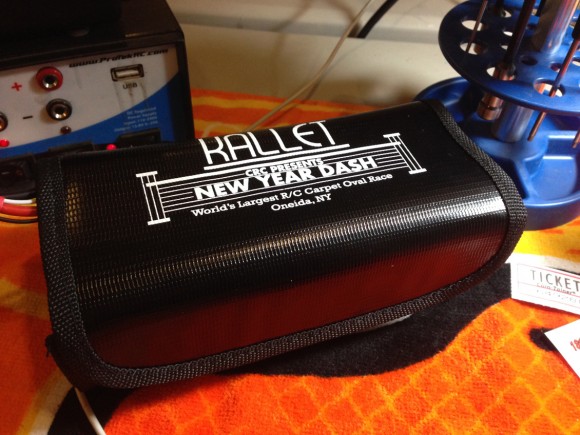 www.ProTekRC.com
USB
KALLET
CRC PRESENTS
NEW YEAR DASH
World's Largest R/C Carpet Oval Race
Oneida, NY
TICKET